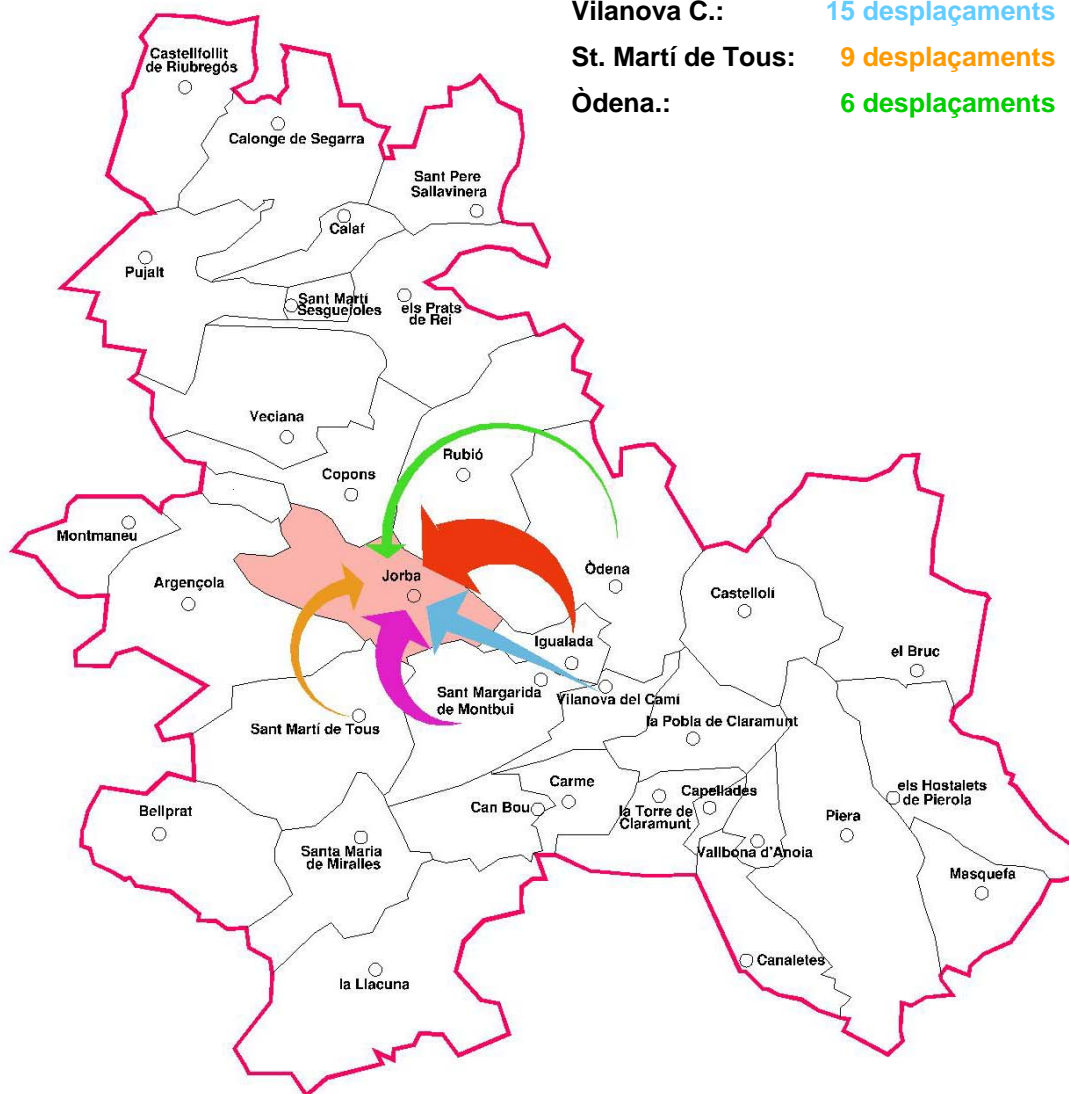 Vilanova C.: 15 desplaçaments
St. Martí de Tous: 9 desplaçaments
Òdena.: 6 desplaçaments
Castellfollit
de Riubregós
Calonge de Segarra
Sant Pere
Sallavinera
Calaf
Pujalt
Sant Martí
Sesguejoles
els Prats
de Rei
Veciana
Copons
Rubió
Montmaneu
Argençola
Jorba
Òdena
Castellolí
Igualada
el Bruc
Sant Margarida
de Montbui
Vilanova del Camí
Sant Martí de Tous
la Pobla de Claramunt
Carme
Can Bou
la Torre de
Claramunt
Capellades
els Hostalets
de Pierola
Bellprat
Piera
Santa Maria
de Miralles
Vallbona d'Anoia
Masquefa
Canaletes
la Llacuna